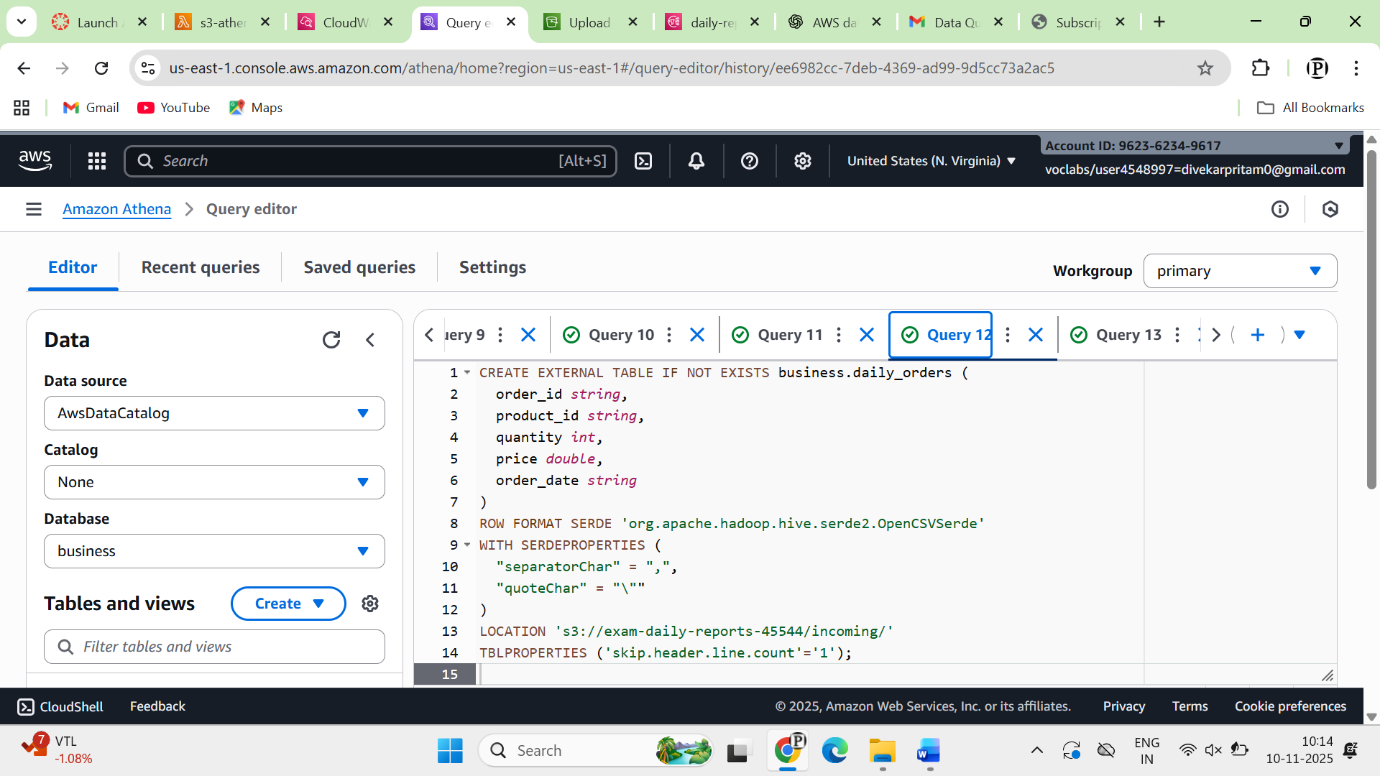 Launch
s3-ather
CloudW
Query e
Upload
daily-rep
AWS da
Data Qu
Subscrip
us-east-1.console.aws.amazon.com/athena/home?region=us-east-1#/query-editor/history/ee6982cc-7deb-4369-ad99-9d5cc73a2ac5
Gmail
YouTube
Maps
All Bookmarks
aws
Search
[Alt+S]
United States (N. Virginia)
Account ID: 9623-6234-9617
voclabs/user4548997=divekarpritam0@gmail.com
Amazon Athena
Query editor
Editor
Recent queries
Saved queries
Settings
Workgroup
primary
Data
Data source
AwsDataCatalog
Catalog
None
Database
business
Tables and views
Create
Filter tables and views
uery 9
Query 10
Query 11
Query 12
Query 13
1 CREATE EXTERNAL TABLE IF NOT EXISTS business.daily_orders (
2 order_id string,
3 product_id string,
4 quantity int,
5 price double,
6 order_date string
7 )
8 ROW FORMAT SERDE 'org.apache.hadoop.hive.serde2.OpenCSVSerde'
9 WITH SERDEPROPERTIES (
10 "separatorChar" = ",",
11 "quoteChar" = "\""
12 )
13 LOCATION 's3://exam-daily-reports-45544/incoming/'
14 TBLPROPERTIES ('skip.header.line.count'='1');
15
CloudShell
Feedback
© 2025, Amazon Web Services, Inc. or its affiliates.
Privacy
Terms
Cookie preferences
7
VTL
-1.08%
Search
ENG
IN
10:14
10-11-2025